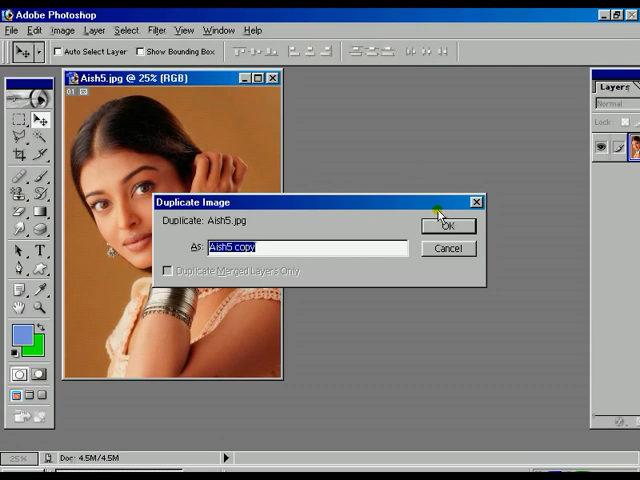 Adobe Photoshop
File Edit Image Layer Select Filter View Window Help
Auto Select Layer Show Bounding Box
Aish5.jpg @ 25% (RGB)
01
Layers
Normal
Lock:
Duplicate Image
Duplicate: Aish5.jpg
OK
As: Aish5 copy
Cancel
Duplicate Merged Layers Only
25%
Doc: 4.5M/4.5M